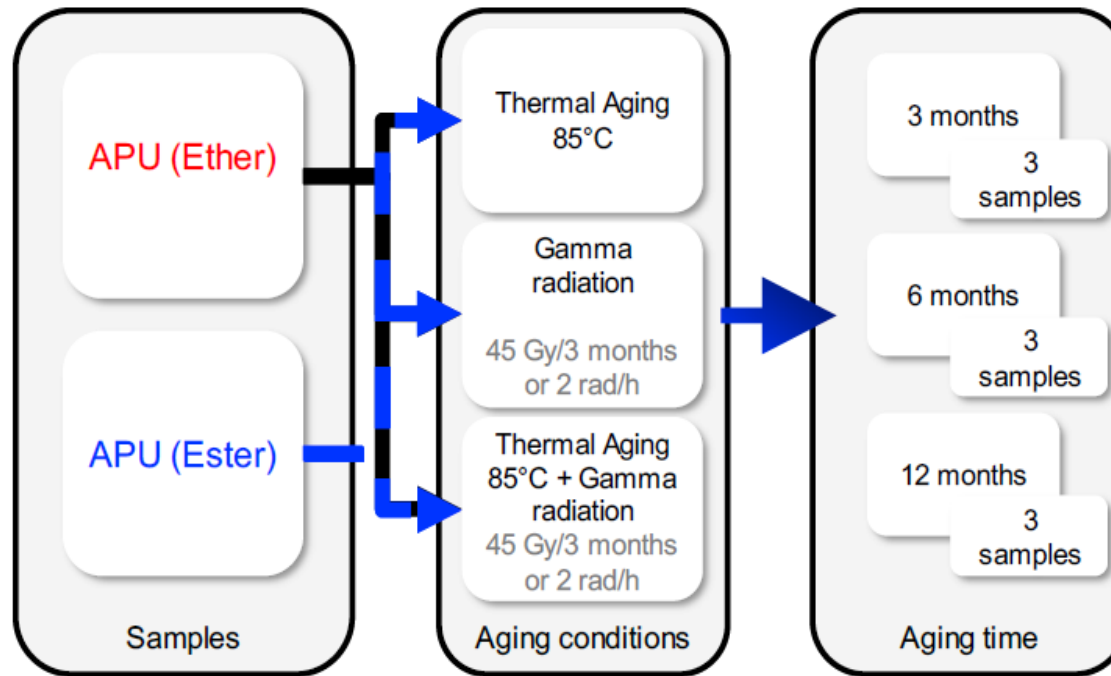 APU (Ether)
APU (Ester)
Samples
Thermal Aging
85°C
Gamma
radiation
45 Gy/3 months
or 2 rad/h
Thermal Aging
85°C + Gamma
radiation
45 Gy/3 months
or 2 rad/h
Aging conditions
3 months
3
samples
6 months
3
samples
12 months
3
samples
Aging time